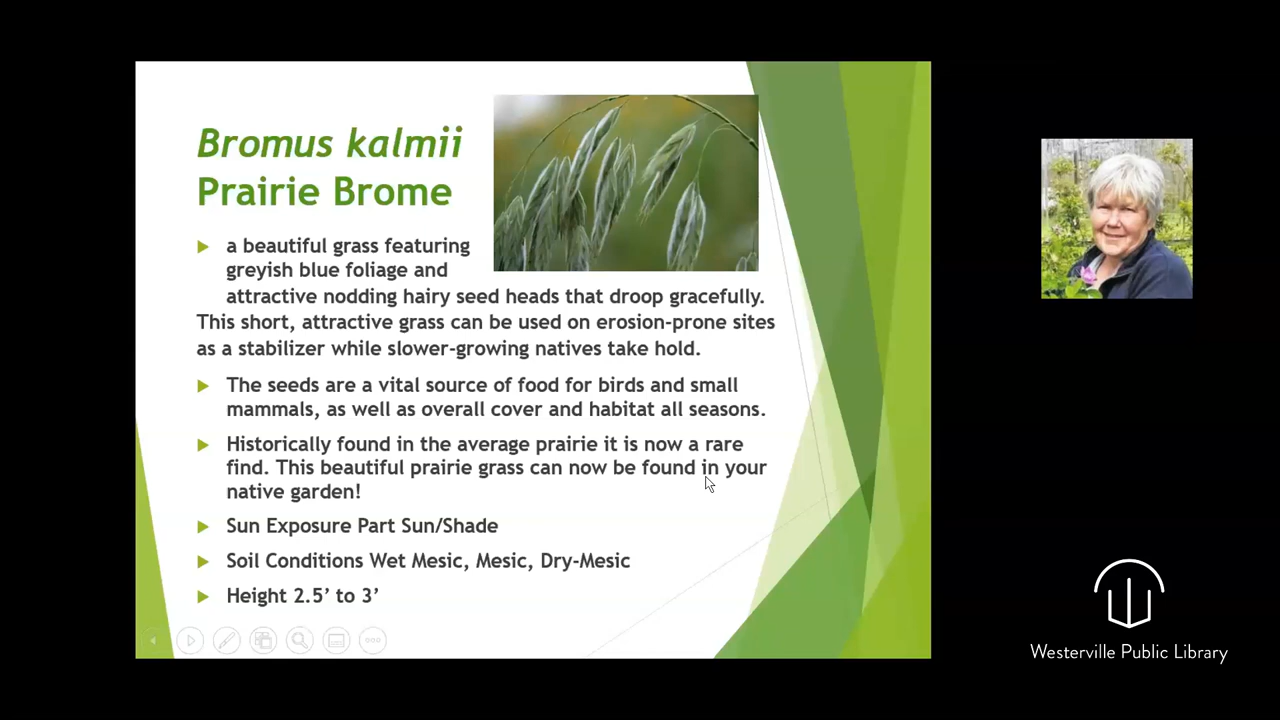 Bromus kalmii
Prairie Brome
a beautiful grass featuring
greyish blue foliage and
attractive nodding hairy seed heads that droop gracefully.
This short, attractive grass can be used on erosion-prone sites
as a stabilizer while slower-growing natives take hold.
The seeds are a vital source of food for birds and small
mammals, as well as overall cover and habitat all seasons.
Historically found in the average prairie it is now a rare
find. This beautiful prairie grass can now be found in your
native garden!
Sun Exposure Part Sun/Shade
Soil Conditions Wet Mesic, Mesic, Dry-Mesic
Height 2.5’ to 3’
Westerville Public Library